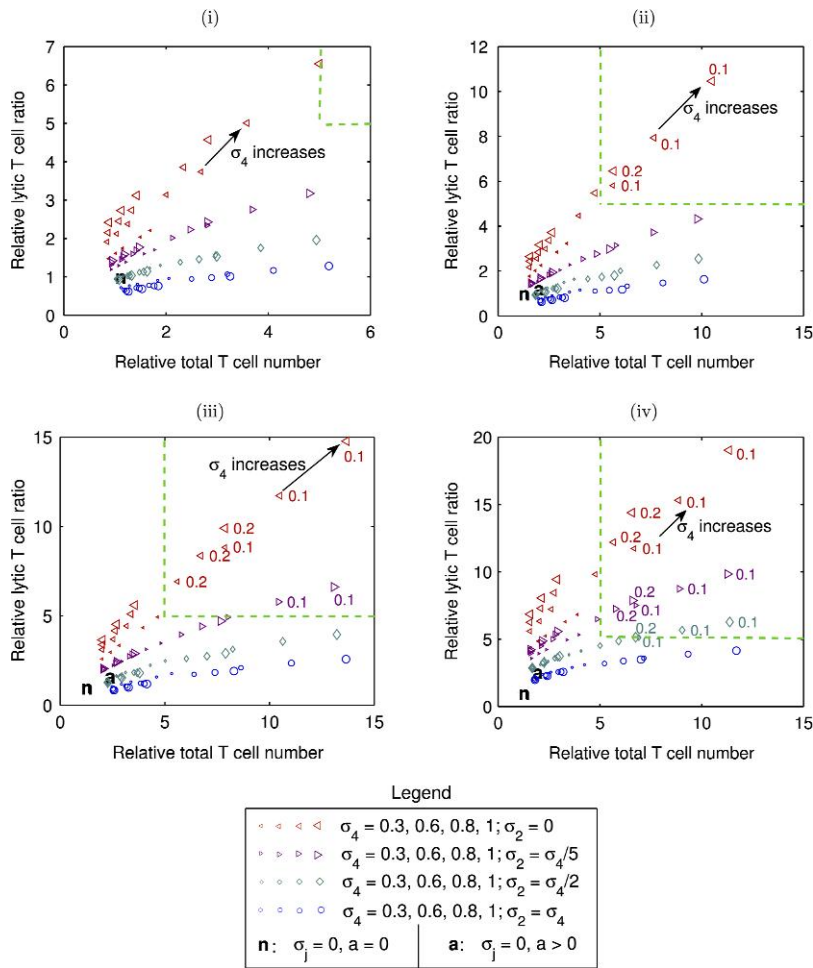 (i)
7
6
5
4
3
2
1
0
0
2
4
6
Relative lytic T cell ratio
Relative total T cell number
σ4 increases
n
(ii)
12
10
8
6
4
2
0
0
5
10
15
Relative lytic T cell ratio
Relative total T cell number
0.1
σ4 increases
0.1
0.2
0.1
n
a
(iii)
15
10
5
0
0
5
10
15
Relative lytic T cell ratio
Relative total T cell number
σ4 increases
0.1
0.1
0.2
0.1
0.2
0.2
0.1
0.1
n
a
(iv)
20
15
10
5
0
0
5
10
15
Relative lytic T cell ratio
Relative total T cell number
0.1
0.1
0.2
σ4 increases
0.2
0.1
0.1
0.1
0.2
0.1
0.2
0.1
0.2
0.1
0.1
a
n
Legend
σ4 = 0.3, 0.6, 0.8, 1; σ2 = 0
σ4 = 0.3, 0.6, 0.8, 1; σ2 = σ4/5
σ4 = 0.3, 0.6, 0.8, 1; σ2 = σ4/2
σ4 = 0.3, 0.6, 0.8, 1; σ2 = σ4
n: σj = 0, a = 0
a: σj = 0, a > 0